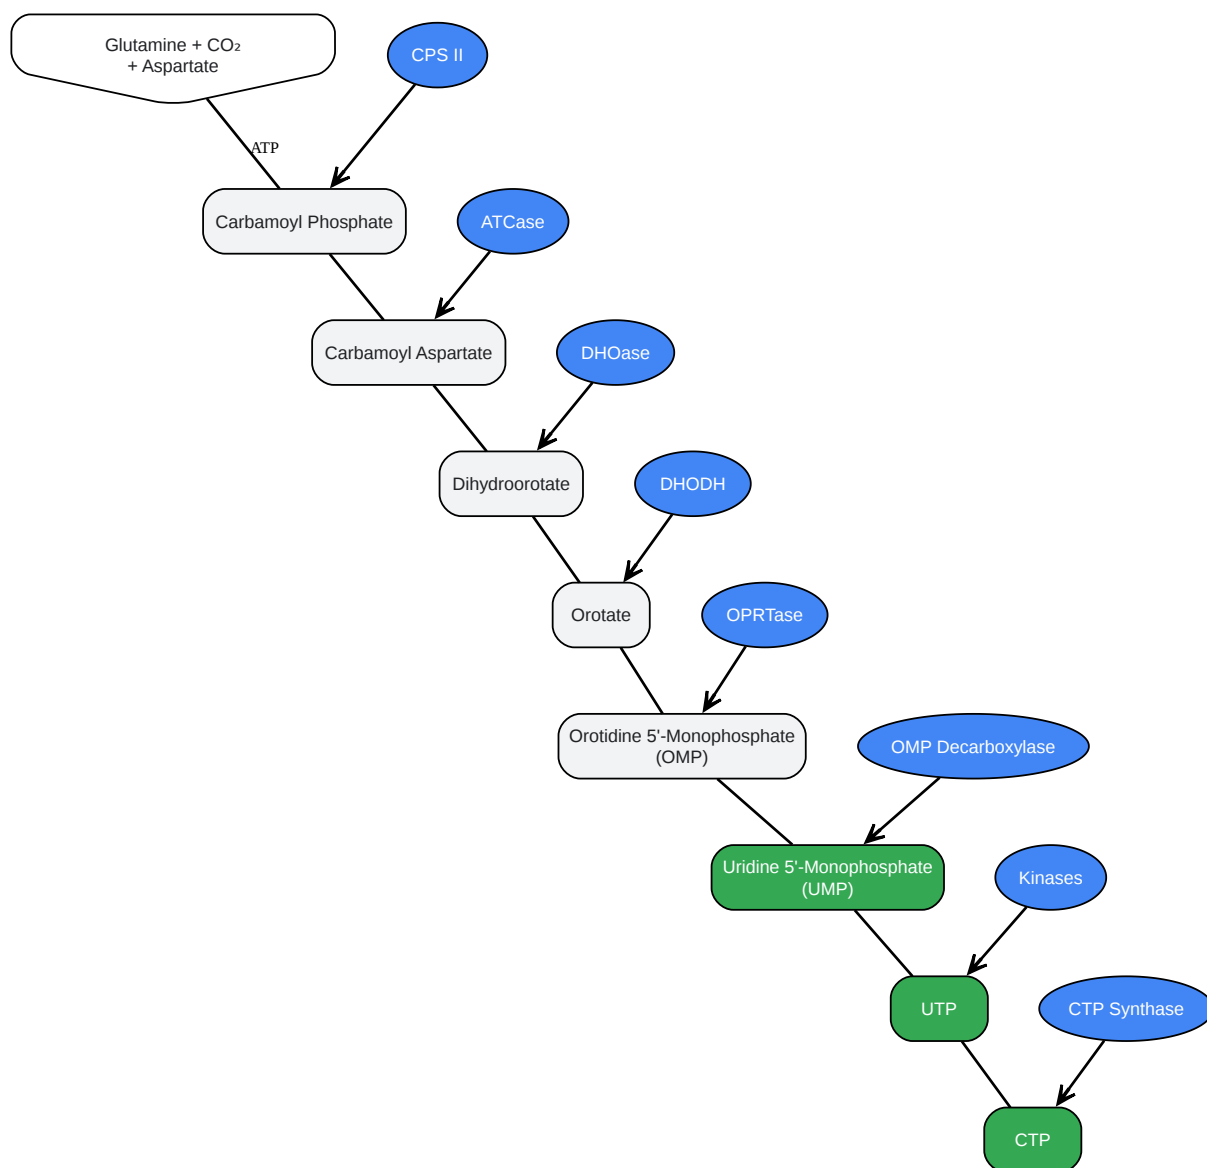 Glutamine + CO₂
+ Aspartate
CPS II
ATP
Carbamoyl Phosphate
ATCase
Carbamoyl Aspartate
DHOase
Dihydroorotate
DHODH
Orotate
OPRTase
Orotidine 5'-Monophosphate
(OMP)
OMP Decarboxylase
Uridine 5'-Monophosphate
(UMP)
Kinases
UTP
CTP Synthase
CTP